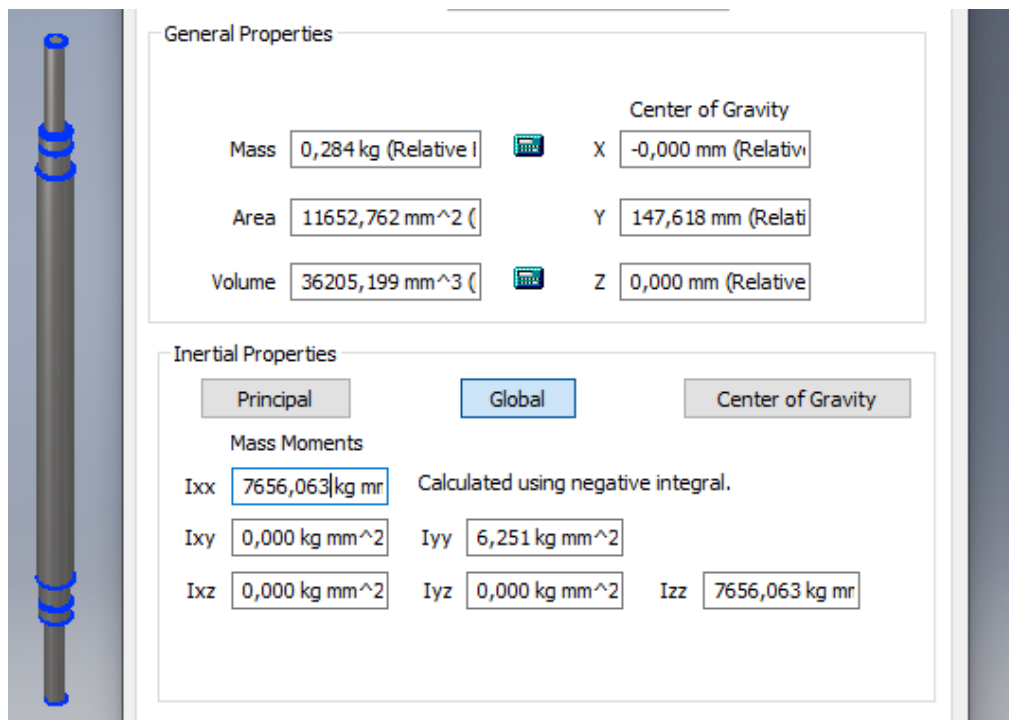 General Properties
Center of Gravity
Mass 0,284 kg (Relative X -0,000 mm (Relativ
Area 11652,762 mm^2 ( Y 147,618 mm (Relati
Volume 36205,199 mm^3 ( Z 0,000 mm (Relative
Inertial Properties
Principal Global Center of Gravity
Mass Moments
Ixx 7656,063 kg mm Calculated using negative integral.
Ixy 0,000 kg mm^2 Iyy 6,251 kg mm^2
Ixz 0,000 kg mm^2 Iyz 0,000 kg mm^2 Izz 7656,063 kg mm